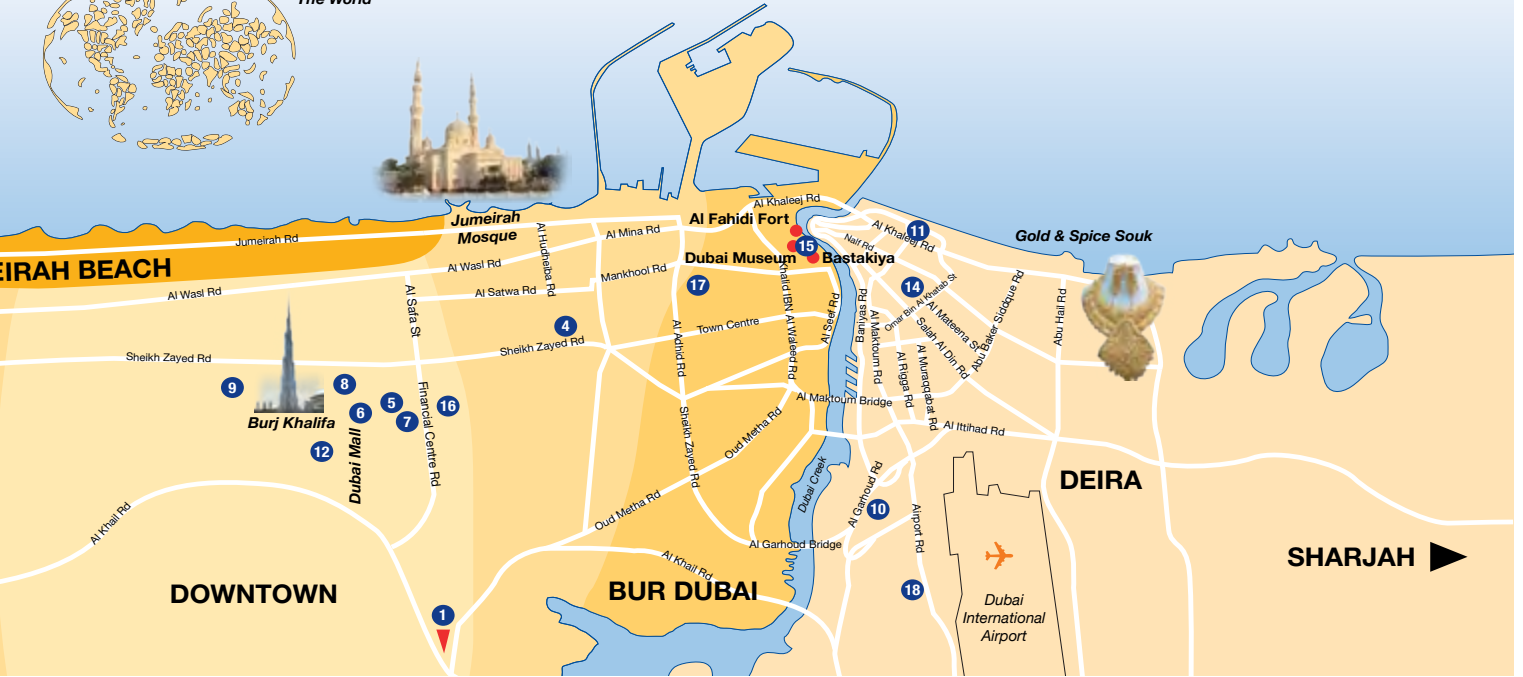 The World
Al Khaleej Rd
Al Fahidi Fort
Jumeirah
Mosque
Al Hudheiba Rd
Al Mina Rd
Jumeirah Rd
11
Al Khaleej Rd
Naif Rd
Gold & Spice Souk
15
Dubai Museum
Bastakiya
EIRAH BEACH
Al Wasl Rd
Mankhool Rd
17
Khalid IBN Al Waleed Rd
14
Omar Bin Al Khatab St
Al Wasl Rd
Al Safa St
Al Satwa Rd
Al Seef Rd
Baniyas Rd
Al Maktoum Rd
Al Mateena St
Salah Al Din Rd
Abu Baker Siddque Rd
Abu Hail Rd
4
Town Centre
Al Adhid Rd
Sheikh Zayed Rd
Sheikh Zayed Rd
Al Rigga Rd
Al Muraqqabat Rd
9
8
5
16
6
7
Financial Centre Rd
Burj Khalifa
Al Maktoum Bridge
Sheikh Zayed Rd
Oud Metha Rd
Al Ittihad Rd
12
Dubai Mall
Dubai Creek
DEIRA
Al Khail Rd
Oud Metha Rd
Al Garhoud Rd
10
Airport Rd
Al Garhoud Bridge
SHARJAH
Al Khail Rd
DOWNTOWN
BUR DUBAI
18
1
Dubai
International
Airport